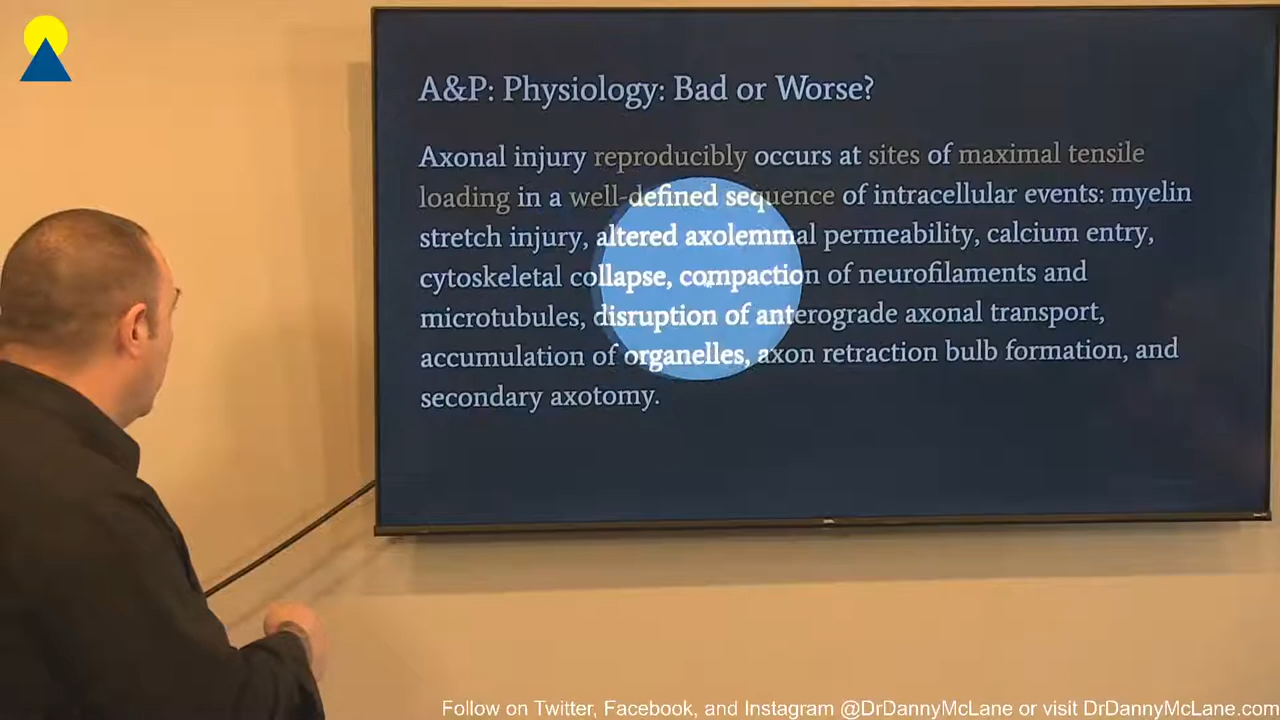 A&P: Physiology: Bad or Worse?
Axonal injury reproducibly occurs at sites of maximal tensile
loading in a well-defined sequence of intracellular events: myelin
stretch injury, altered axolemmal permeability, calcium entry,
cytoskeletal collapse, compaction of neurofilaments and
microtubules, disruption of anterograde axonal transport,
accumulation of organelles, axon retraction bulb formation, and
secondary axotomy.
Follow on Twitter, Facebook, and Instagram @DrDannyMcLane or visit DrDannyMcLane.com